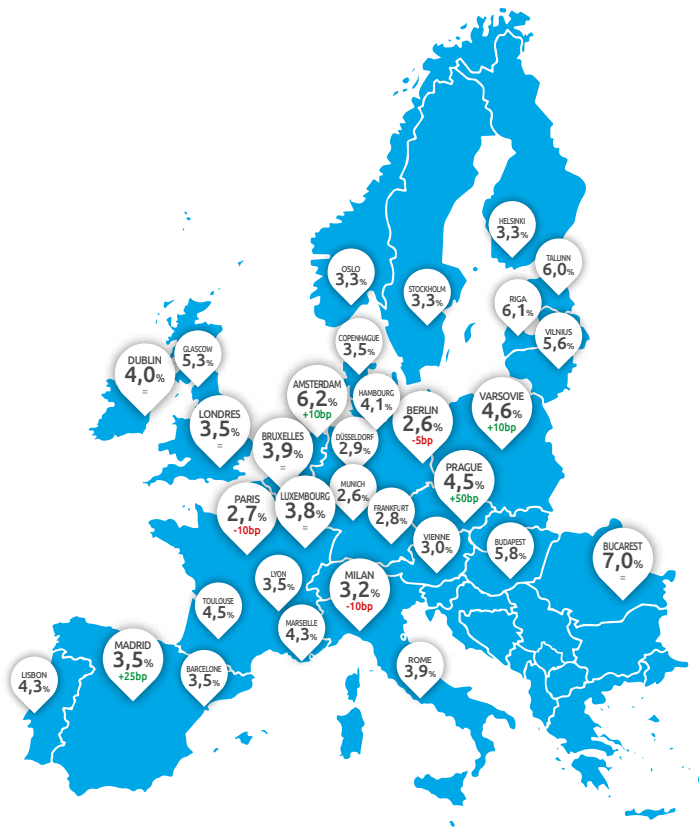 HELSINKI
3,3%
TALLINN
6,0%
OSLO
3,3%
STOCKHOLM
3,3%
RIGA
6,1%
VILNIUS
5,6%
COPENHAGUE
3,5%
GLASCOW
5,3%
DUBLIN
4,0%
=
AMSTERDAM
6,2%
+10bp
HAMBOURG
4,1%
VARSOVIE
4,6%
+10bp
BERLIN
2,6%
-5bp
LONDRES
3,5%
=
BRUXELLES
3,9%
=
DÜSSELDORF
2,9%
PRAGUE
4,5%
+50bp
MUNICH
2,6%
PARIS
2,7%
-10bp
LUXEMBOURG
3,8%
=
FRANKFURT
2,8%
VIENNE
3,0%
BUDAPEST
5,8%
BUCAREST
7,0%
=
LYON
3,5%
MILAN
3,2%
-10bp
TOULOUSE
4,5%
MARSEILLE
4,3%
MADRID
3,5%
+25bp
BARCELONE
3,5%
ROME
3,9%
LISBON
4,3%